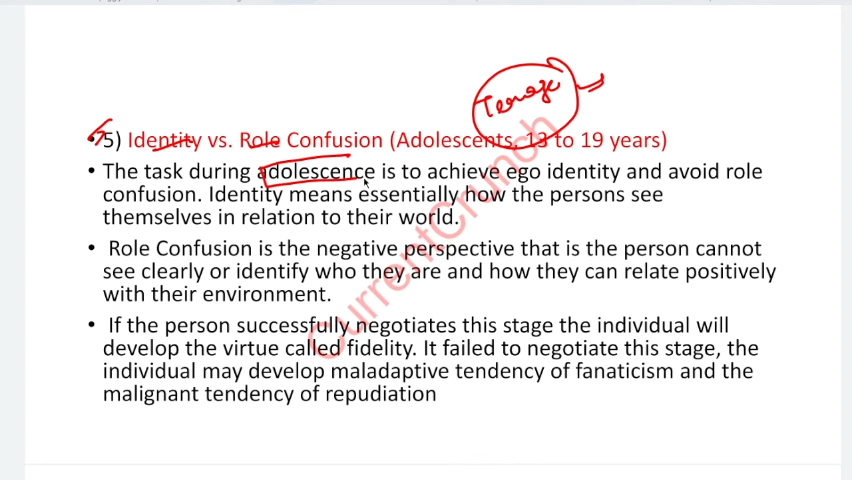 Teenage
• 5) Identity vs. Role Confusion (Adolescents, 13 to 19 years)
• The task during adolescence is to achieve ego identity and avoid role
confusion. Identity means essentially how the persons see
themselves in relation to their world.
• Role Confusion is the negative perspective that is the person cannot
see clearly or identify who they are and how they can relate positively
with their environment.
• If the person successfully negotiates this stage the individual will
develop the virtue called fidelity. It failed to negotiate this stage, the
individual may develop maladaptive tendency of fanaticism and the
malignant tendency of repudiation
CurrentCrunch